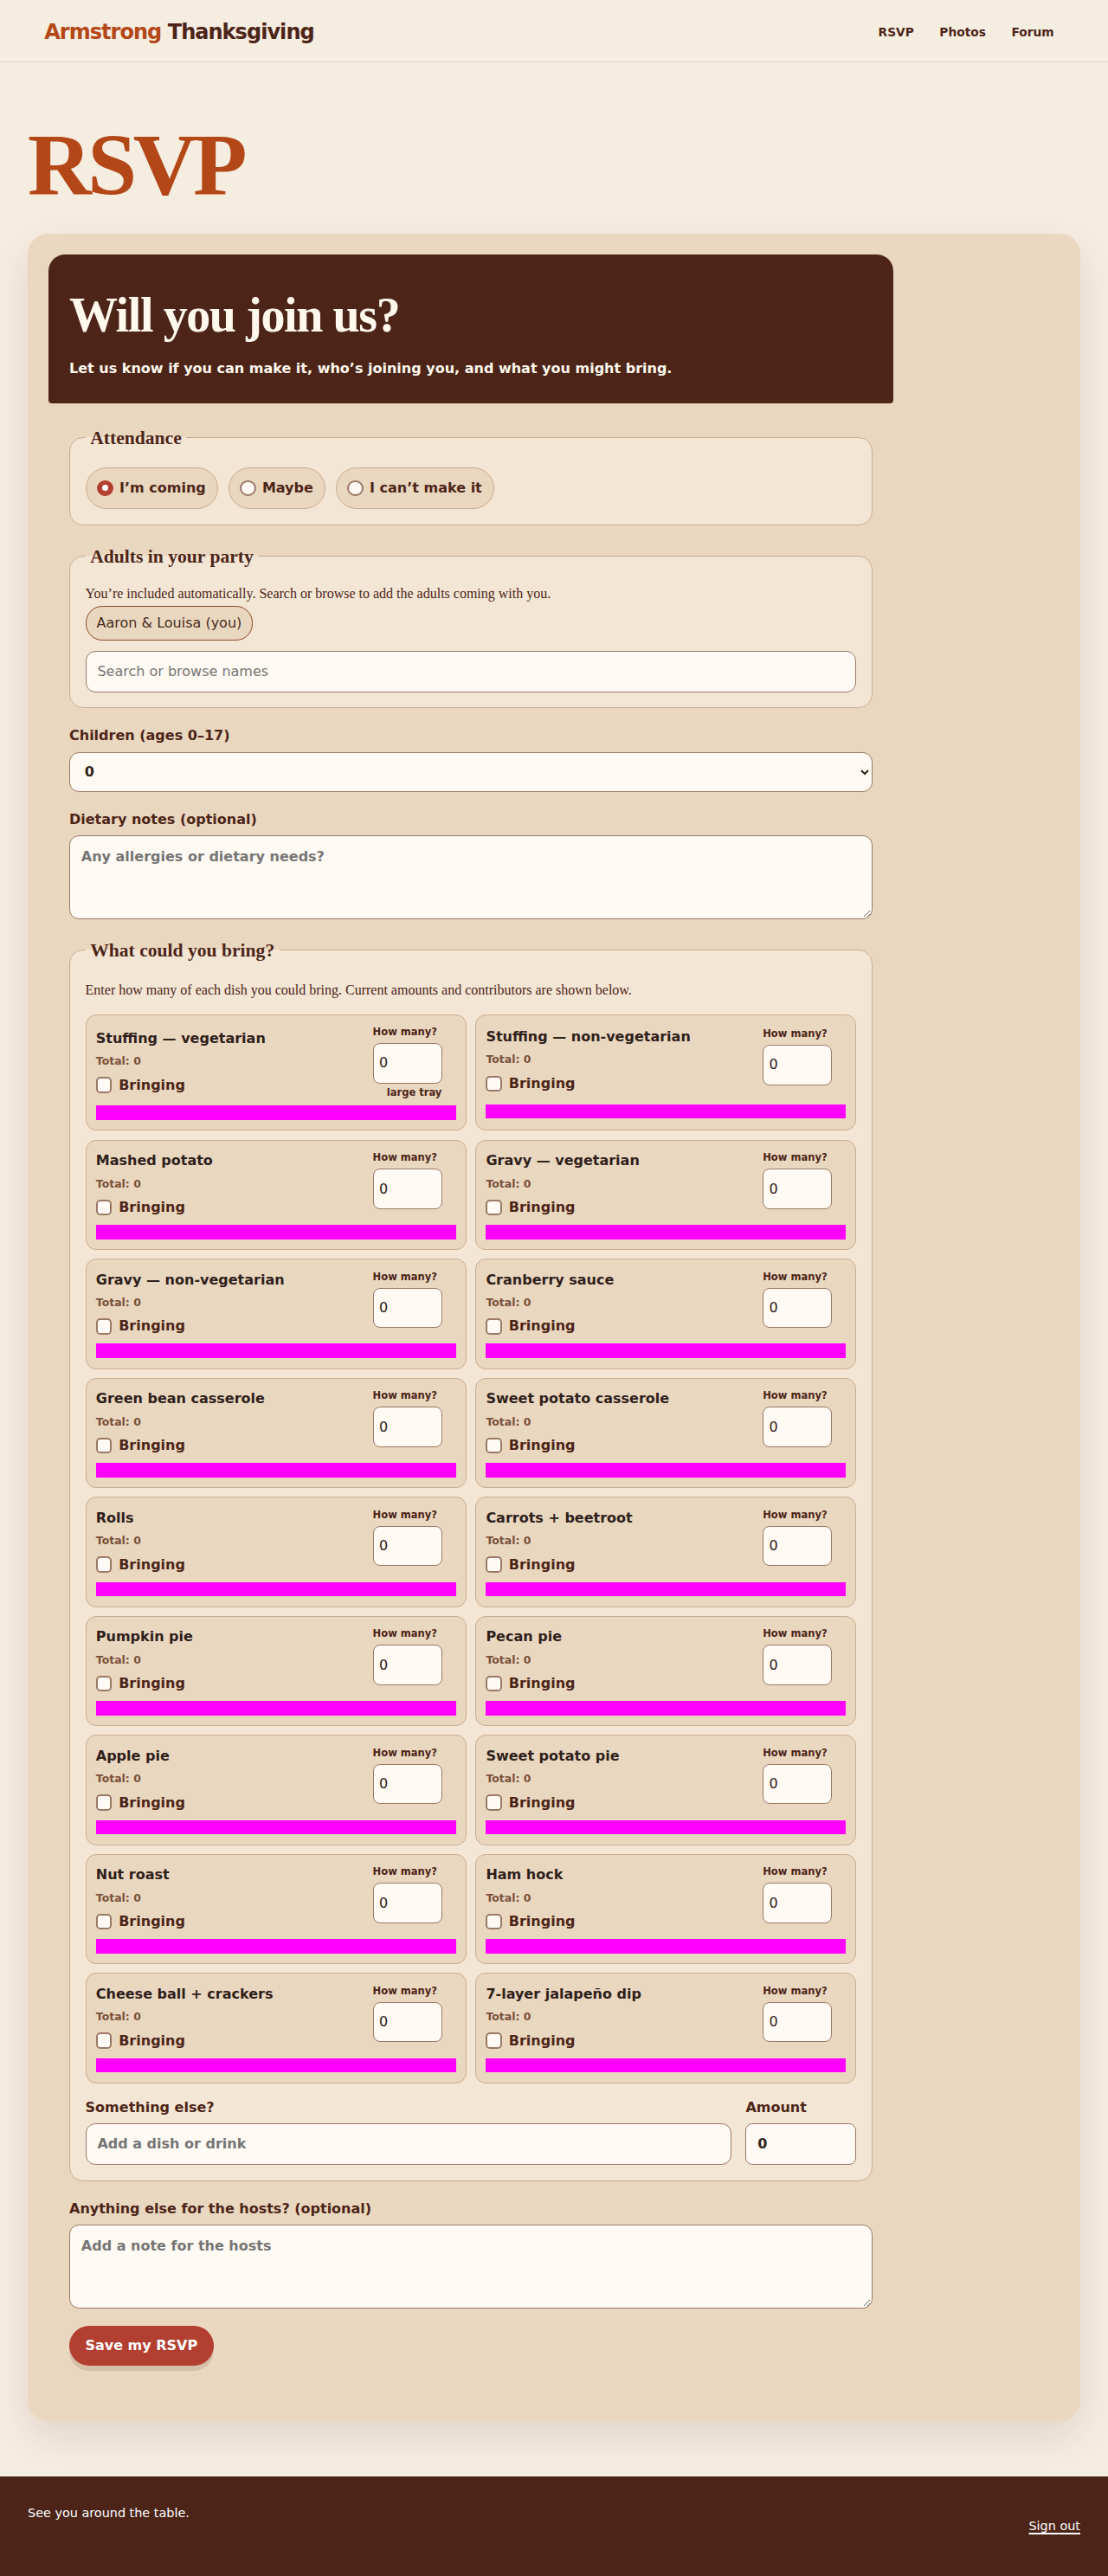 Armstrong Thanksgiving
RSVP Photos Forum
RSVP
Will you join us?
Let us know if you can make it, who’s joining you, and what you might bring.
Attendance
I’m coming Maybe I can’t make it
Adults in your party
You’re included automatically. Search or browse to add the adults coming with you.
Aaron & Louisa (you)
Search or browse names
Children (ages 0–17)
0
Dietary notes (optional)
Any allergies or dietary needs?
What could you bring?
Enter how many of each dish you could bring. Current amounts and contributors are shown below.
Stuffing — vegetarian
Total: 0
Bringing
How many?
0
large tray
Stuffing — non-vegetarian
Total: 0
Bringing
How many?
0
Mashed potato
Total: 0
Bringing
How many?
0
Gravy — vegetarian
Total: 0
Bringing
How many?
0
Gravy — non-vegetarian
Total: 0
Bringing
How many?
0
Cranberry sauce
Total: 0
Bringing
How many?
0
Green bean casserole
Total: 0
Bringing
How many?
0
Sweet potato casserole
Total: 0
Bringing
How many?
0
Rolls
Total: 0
Bringing
How many?
0
Carrots + beetroot
Total: 0
Bringing
How many?
0
Pumpkin pie
Total: 0
Bringing
How many?
0
Pecan pie
Total: 0
Bringing
How many?
0
Apple pie
Total: 0
Bringing
How many?
0
Sweet potato pie
Total: 0
Bringing
How many?
0
Nut roast
Total: 0
Bringing
How many?
0
Ham hock
Total: 0
Bringing
How many?
0
Cheese ball + crackers
Total: 0
Bringing
How many?
0
7-layer jalapeño dip
Total: 0
Bringing
How many?
0
Something else?
Add a dish or drink
Amount
0
Anything else for the hosts? (optional)
Add a note for the hosts
Save my RSVP
See you around the table.
Sign out